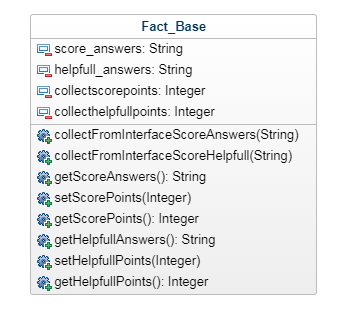 Fact_Base
score_answers: String
helpfull_answers: String
collectscorepoints: Integer
collecthelpfullpoints: Integer
collectFromInterfaceScoreAnswers(String)
collectFromInterfaceScoreHelpfull(String)
getScoreAnswers(): String
setScorePoints(Integer)
getScorePoints(): Integer
getHelpfullAnswers(): String
setHelpfullPoints(Integer)
getHelpfullPoints(): Integer